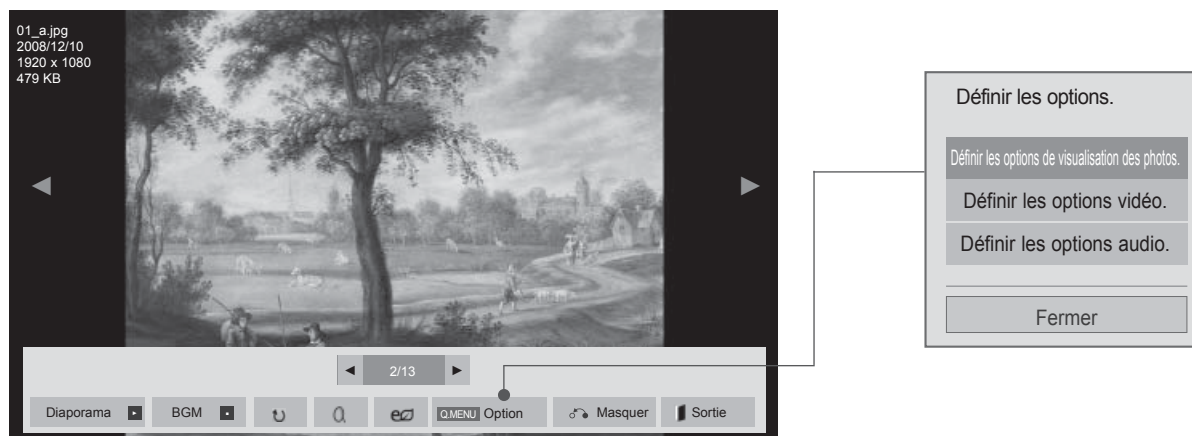 01_a.jpg
2008/12/10
1920 x 1080
479 KB
2/13
Diaporama
BGM
Q.MENU Option
Masquer
Sortie
Définir les options.
Définir les options de visualisation des photos.
Définir les options vidéo.
Définir les options audio.
Fermer